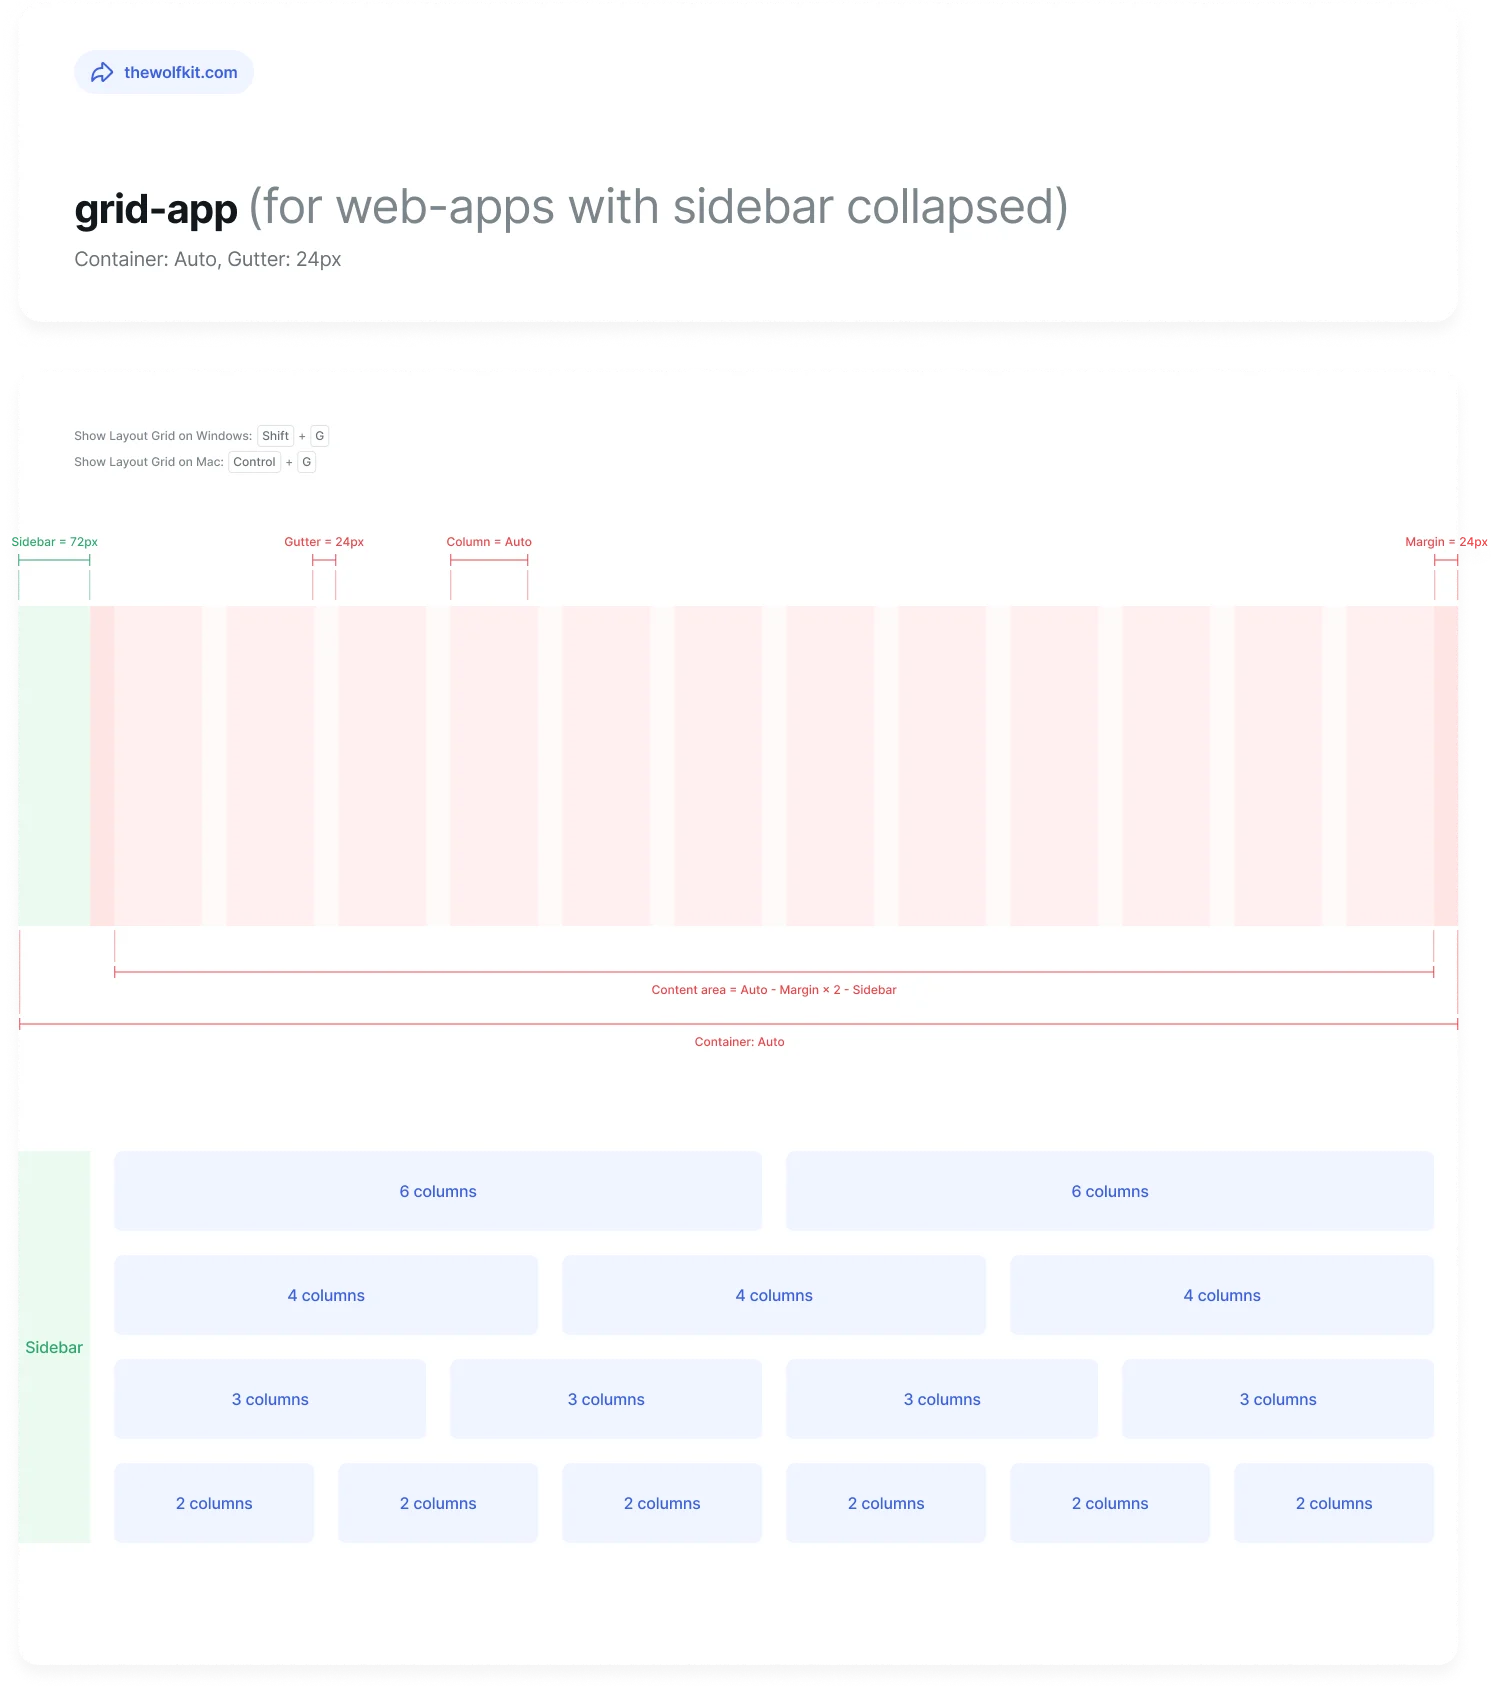 thewolfkit.com
grid-app (for web-apps with sidebar collapsed)
Container: Auto, Gutter: 24px
Show Layout Grid on Windows: Shift + G
Show Layout Grid on Mac: Control + G
Sidebar = 72px Gutter = 24px Column = Auto Margin = 24px
Content area = Auto - Margin × 2 - Sidebar
Container: Auto
6 columns 6 columns
4 columns 4 columns 4 columns
Sidebar
3 columns 3 columns 3 columns 3 columns
2 columns 2 columns 2 columns 2 columns 2 columns 2 columns